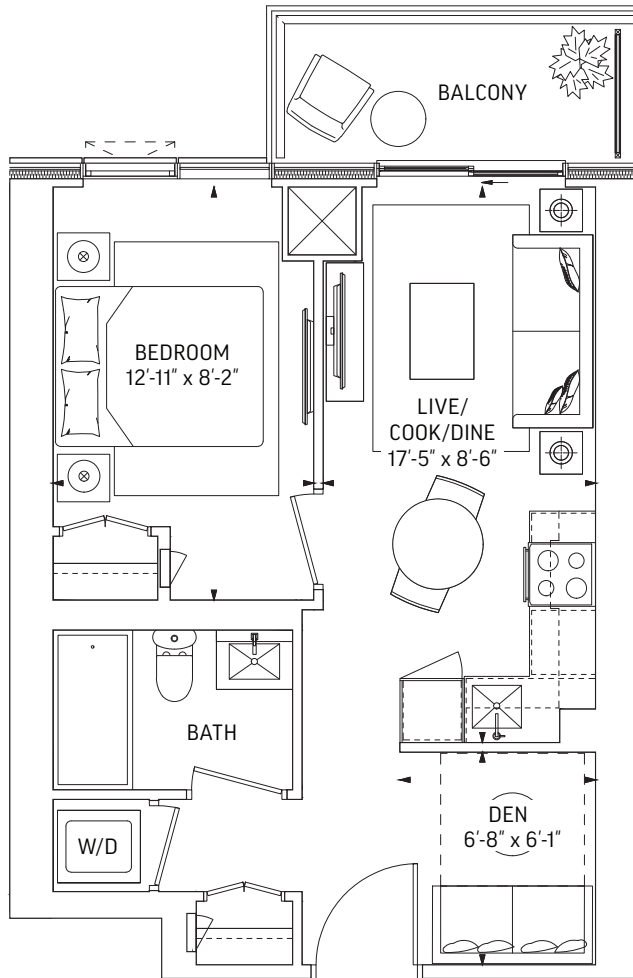 BALCONY
BEDROOM
12'-11" x 8'-2"
LIVE/
COOK/DINE
17'-5" x 8'-6"
BATH
W/D
DEN
6'-8" x 6'-1"